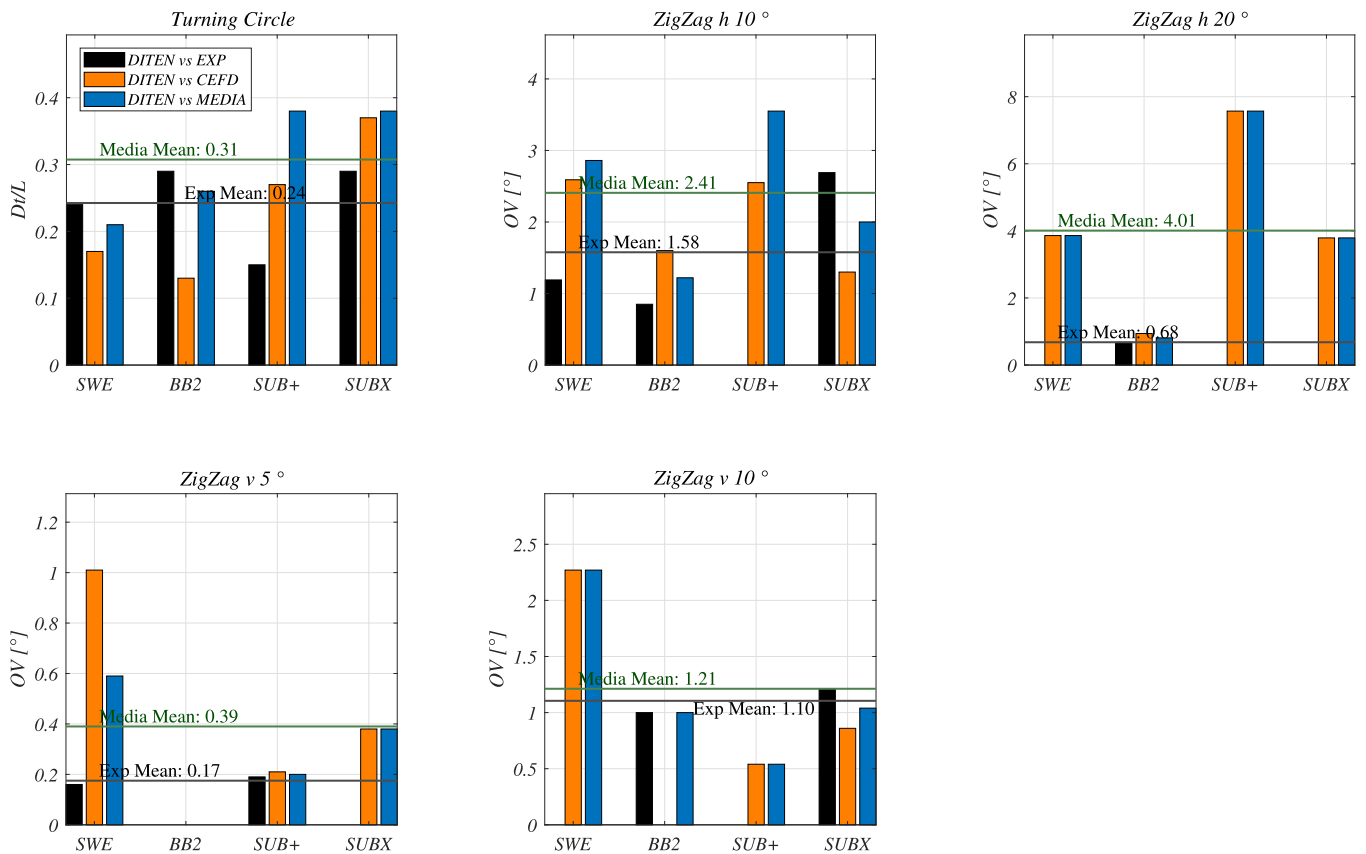 Turning Circle
DITEN vs EXP
DITEN vs CEFD
DITEN vs MEDIA
Media Mean: 0.31
Exp Mean: 0.24
Dt/L
0.4
0.3
0.2
0.1
0
SWE BB2 SUB+ SUBX
ZigZag h 10 °
Media Mean: 2.41
Exp Mean: 1.58
OV [°]
4
3
2
1
0
SWE BB2 SUB+ SUBX
ZigZag h 20 °
Media Mean: 4.01
Exp Mean: 0.68
OV [°]
8
6
4
2
0
SWE BB2 SUB+ SUBX
ZigZag v 5 °
Media Mean: 0.39
Exp Mean: 0.17
OV [°]
1.2
1
0.8
0.6
0.4
0.2
0
SWE BB2 SUB+ SUBX
ZigZag v 10 °
Media Mean: 1.21
Exp Mean: 1.10
OV [°]
2.5
2
1.5
1
0.5
0
SWE BB2 SUB+ SUBX